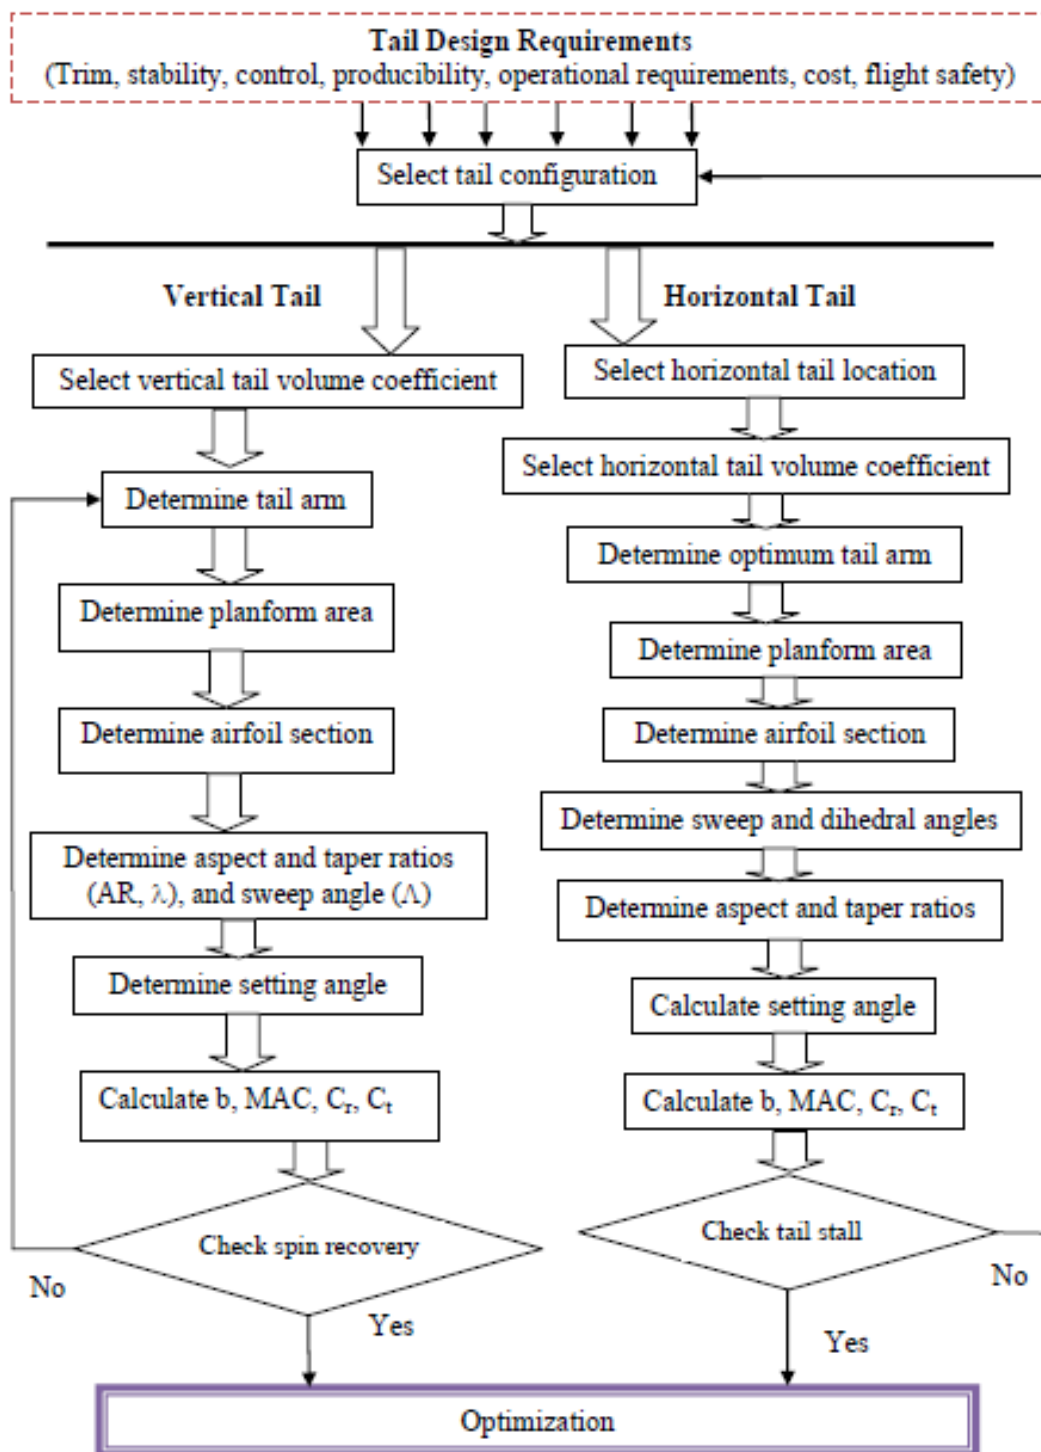 Tail Design Requirements
(Trim, stability, control, producibility, operational requirements, cost, flight safety)
Select tail configuration
Vertical Tail
Select vertical tail volume coefficient
Determine tail arm
Determine planform area
Determine airfoil section
Determine aspect and taper ratios
(AR, λ), and sweep angle (Λ)
Determine setting angle
Calculate b, MAC, Cᵣ, Cₜ
Check spin recovery
No
Yes
Horizontal Tail
Select horizontal tail location
Select horizontal tail volume coefficient
Determine optimum tail arm
Determine planform area
Determine airfoil section
Determine sweep and dihedral angles
Determine aspect and taper ratios
Calculate setting angle
Calculate b, MAC, Cᵣ, Cₜ
Check tail stall
No
Yes
Optimization